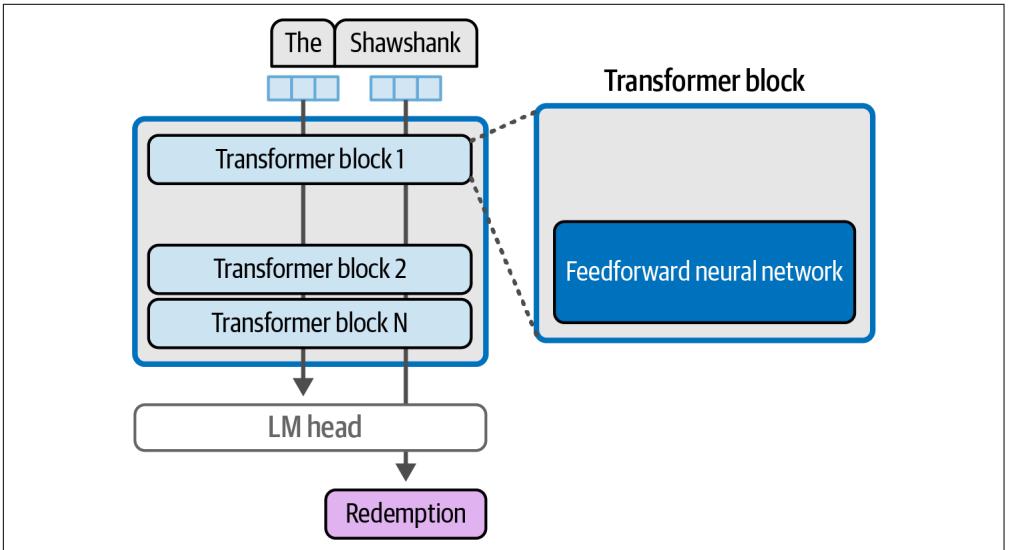 The Shawshank
Transformer block
Transformer block 1
Feedforward neural network
Transformer block 2
Transformer block N
LM head
Redemption